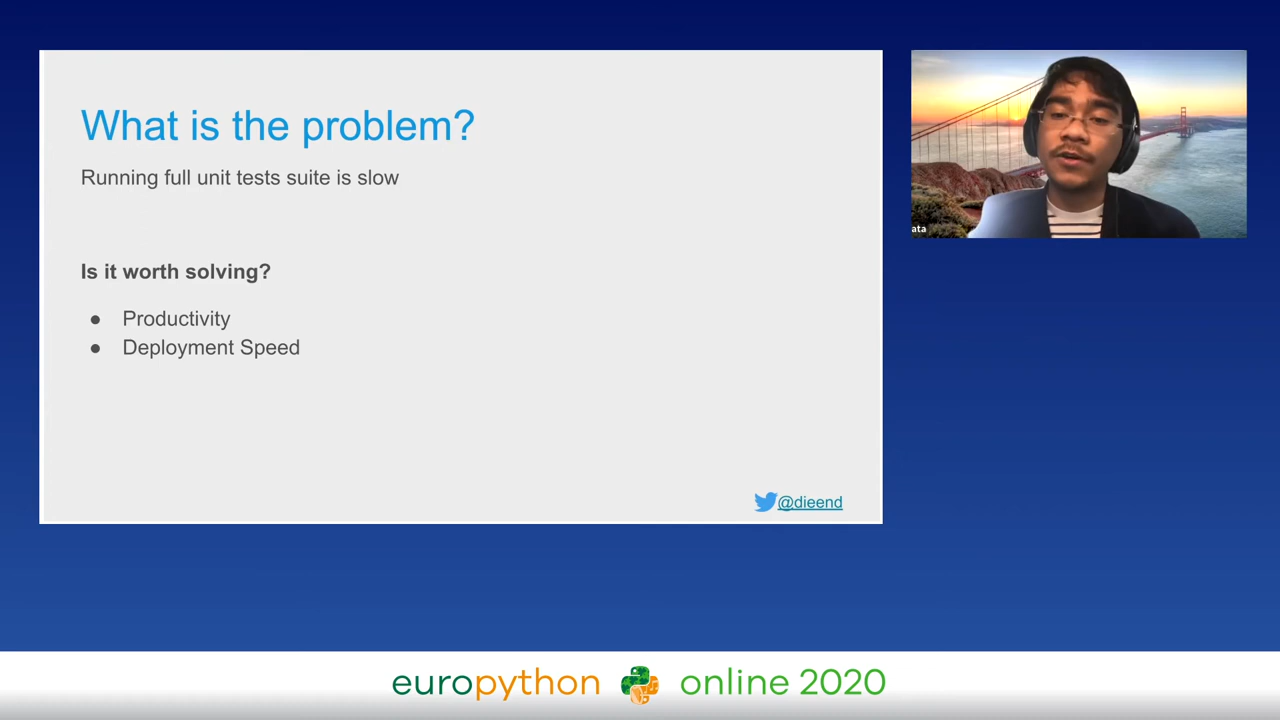 What is the problem?
Running full unit tests suite is slow
Is it worth solving?
● Productivity
● Deployment Speed
@dieend
ata
europython online 2020